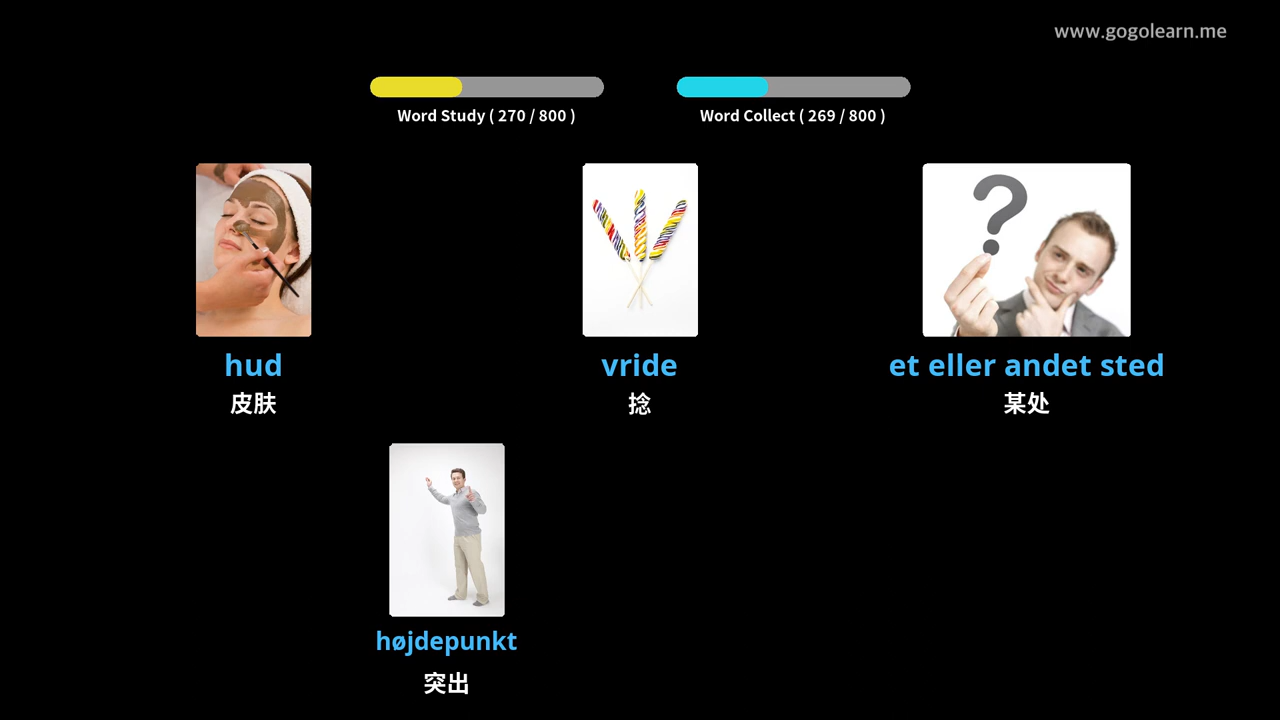 www.gogolearn.me
Word Study ( 270 / 800 )
Word Collect ( 269 / 800 )
hud
皮肤
vride
捻
et eller andet sted
某处
højdepunkt
突出